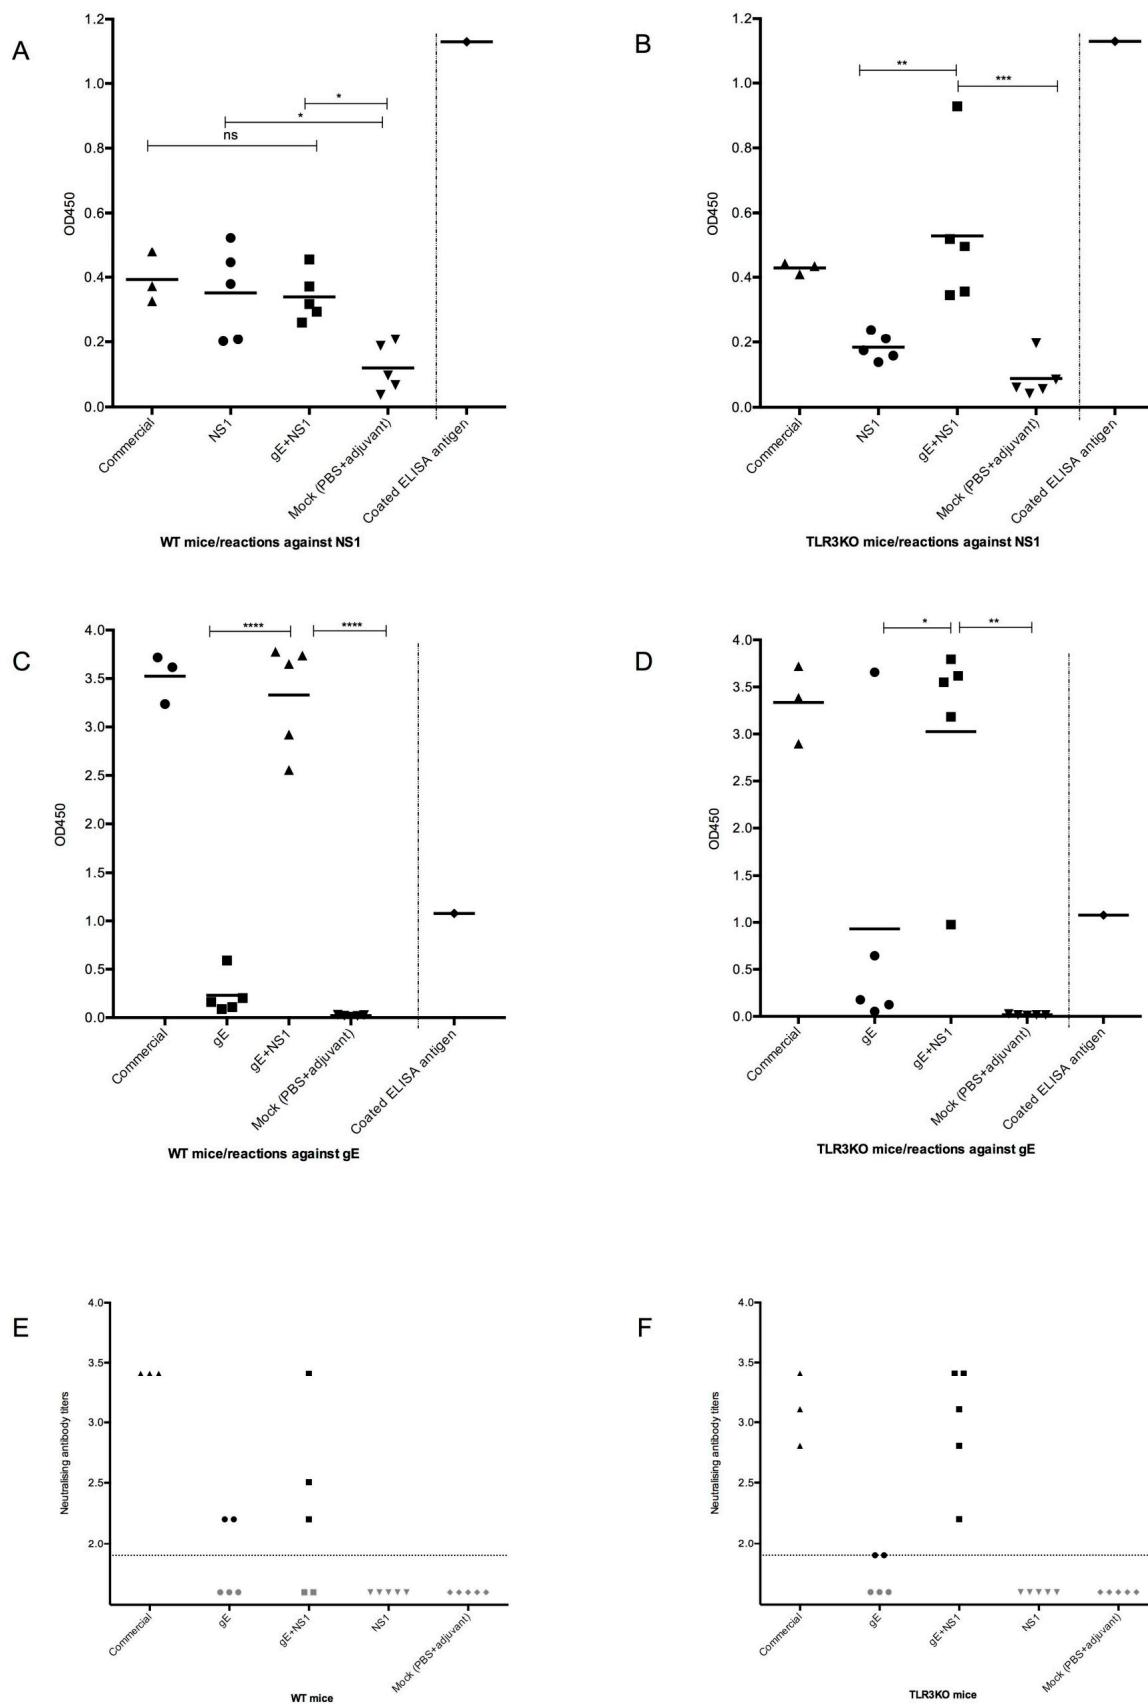 A
1.2
1.0
0.8
0.6
0.4
0.2
0.0
OD450
*
*
ns
Commercial
NS1
gE+NS1
Mock (PBS+adjuvant)
Coated ELISA antigen
WT mice/reactions against NS1
B
1.2
1.0
0.8
0.6
0.4
0.2
0.0
OD450
**
***
Commercial
NS1
gE+NS1
Mock (PBS+adjuvant)
Coated ELISA antigen
TLR3KO mice/reactions against NS1
C
4.0
3.5
3.0
2.5
2.0
1.5
1.0
0.5
0.0
OD450
****
****
Commercial
gE
gE+NS1
Mock (PBS+adjuvant)
Coated ELISA antigen
WT mice/reactions against gE
D
4.0
3.5
3.0
2.5
2.0
1.5
1.0
0.5
0.0
OD450
*
**
Commercial
gE
gE+NS1
Mock (PBS+adjuvant)
Coated ELISA antigen
TLR3KO mice/reactions against gE
E
4.0
3.5
3.0
2.5
2.0
Neutralising antibody titers
Commercial
gE
gE+NS1
NS1
Mock (PBS+adjuvant)
WT mice
F
4.0
3.5
3.0
2.5
2.0
Neutralising antibody titers
Commercial
gE
gE+NS1
NS1
Mock (PBS+adjuvant)
TLR3KO mice